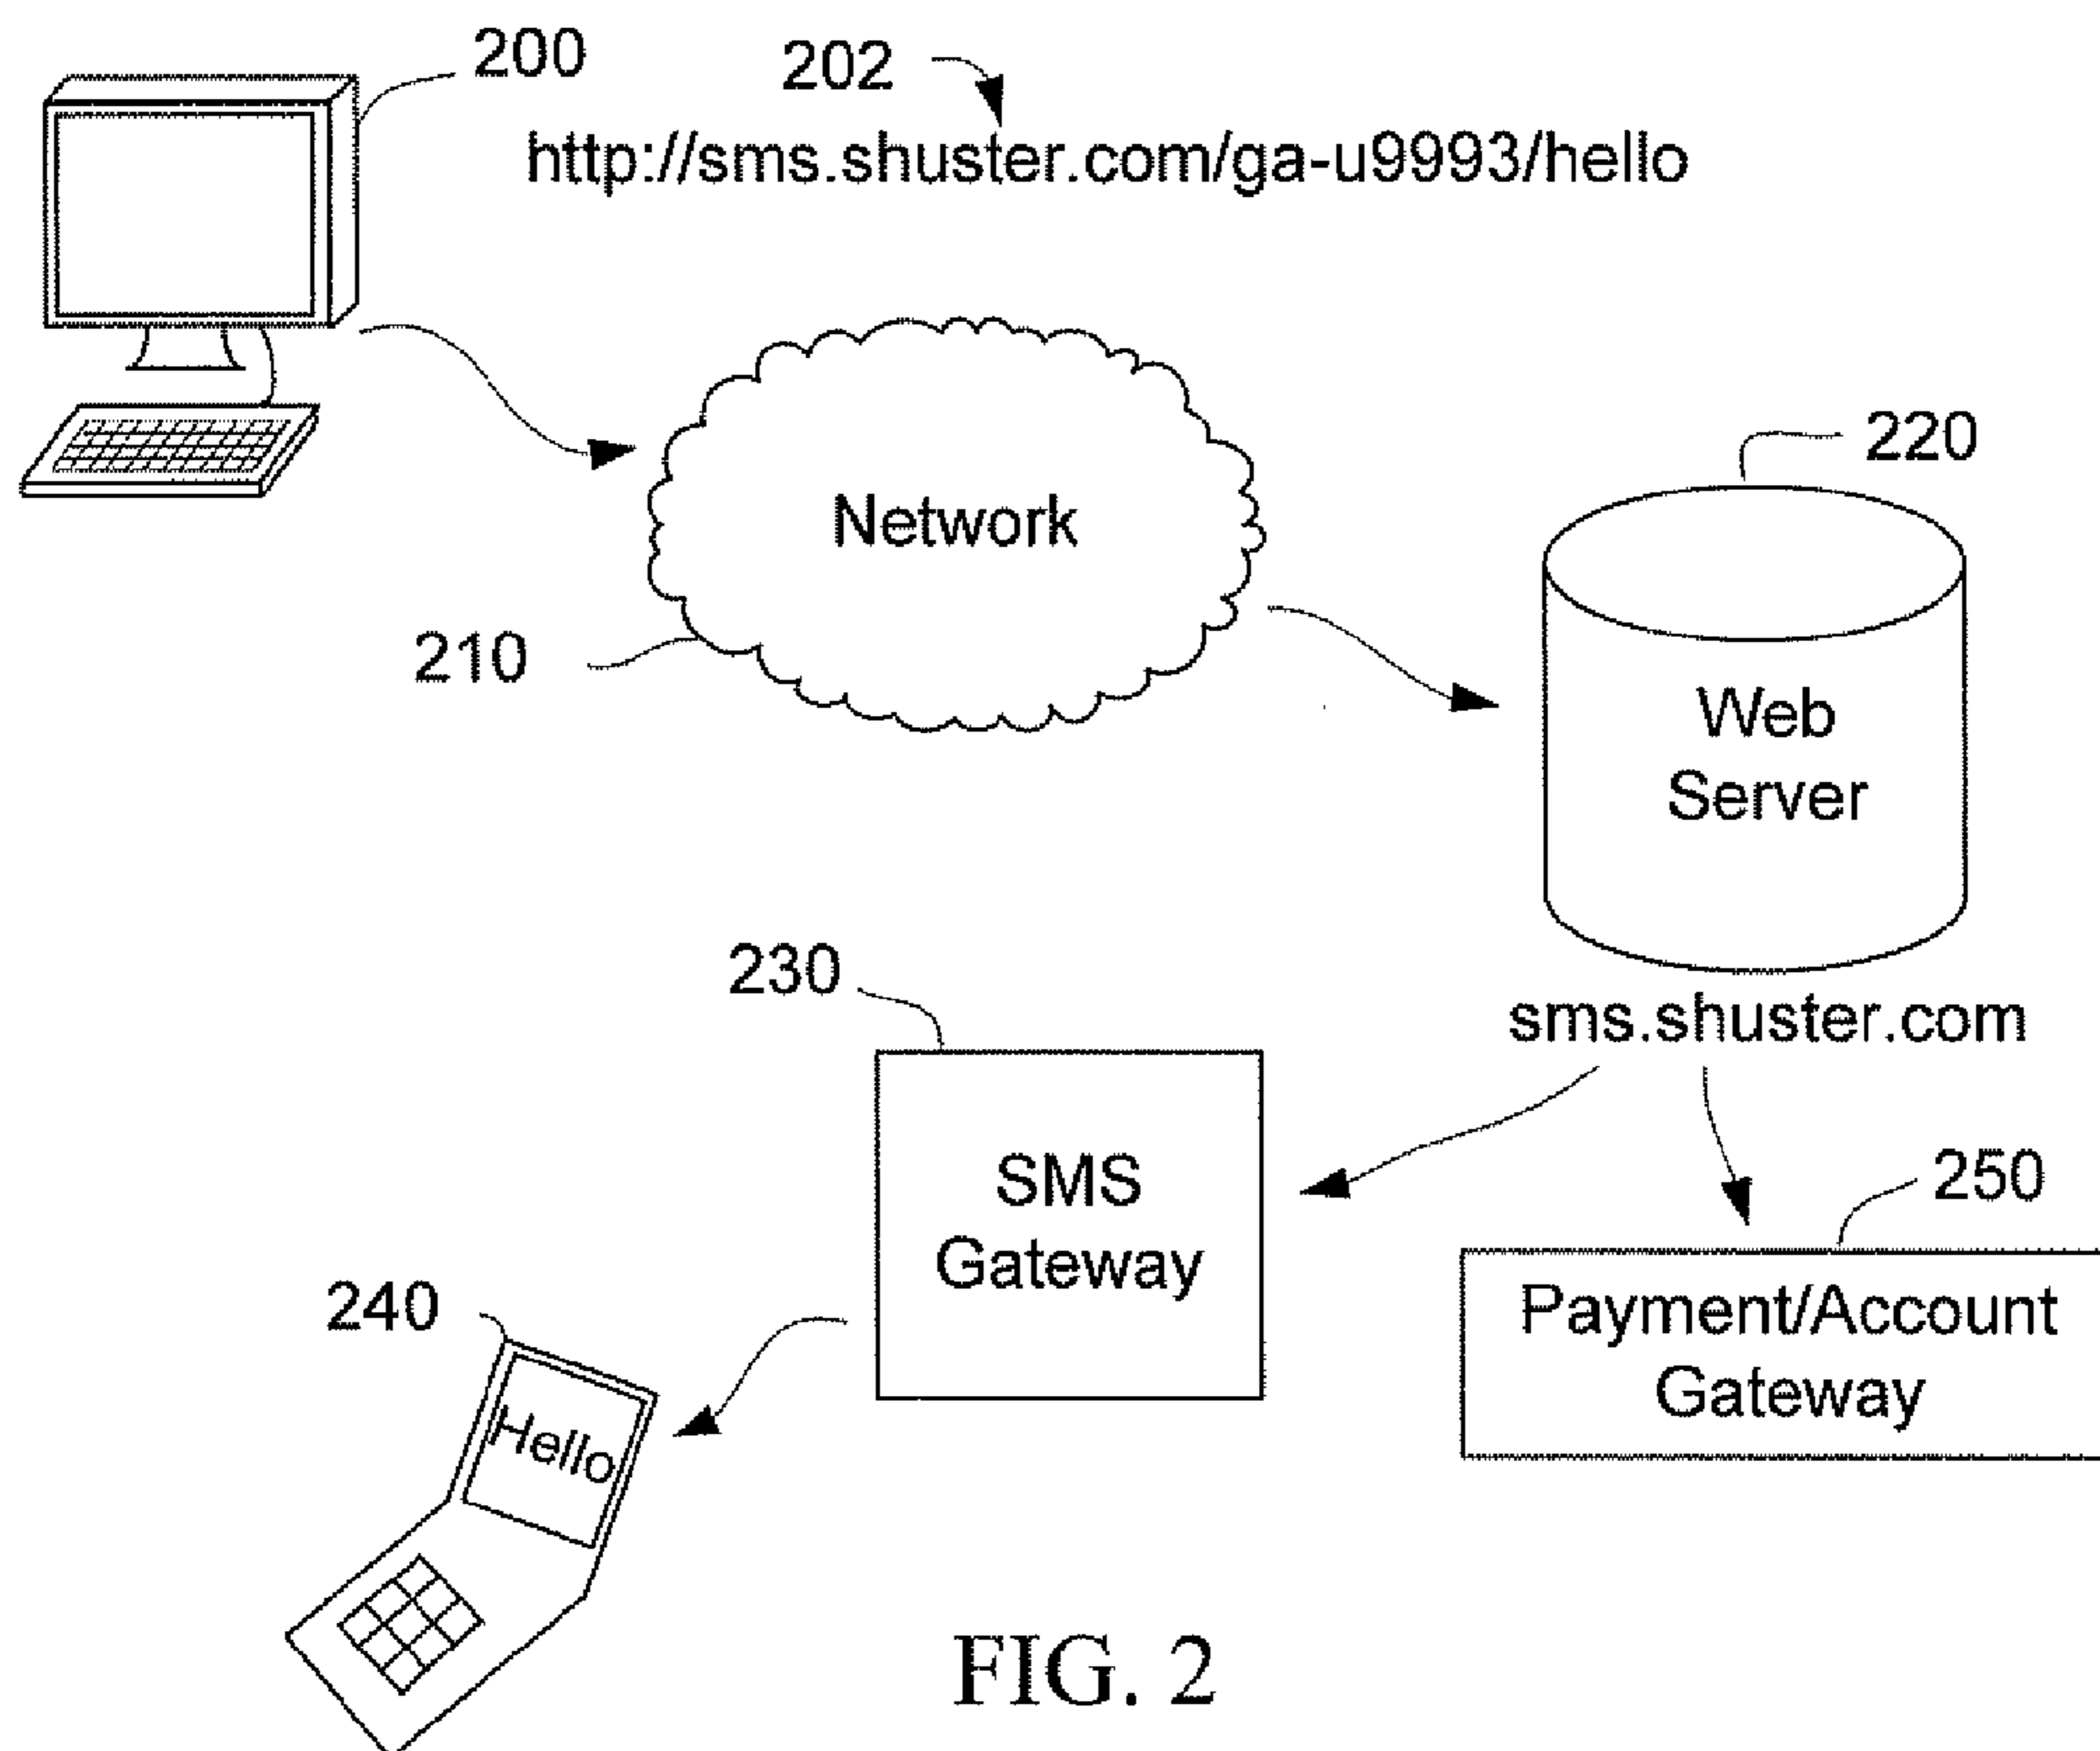 200
202
http://sms.shuster.com/ga-u9993/hello
Network
210
220
Web
Server
sms.shuster.com
230
SMS
Gateway
250
Payment/Account
Gateway
240
Hello
FIG. 2